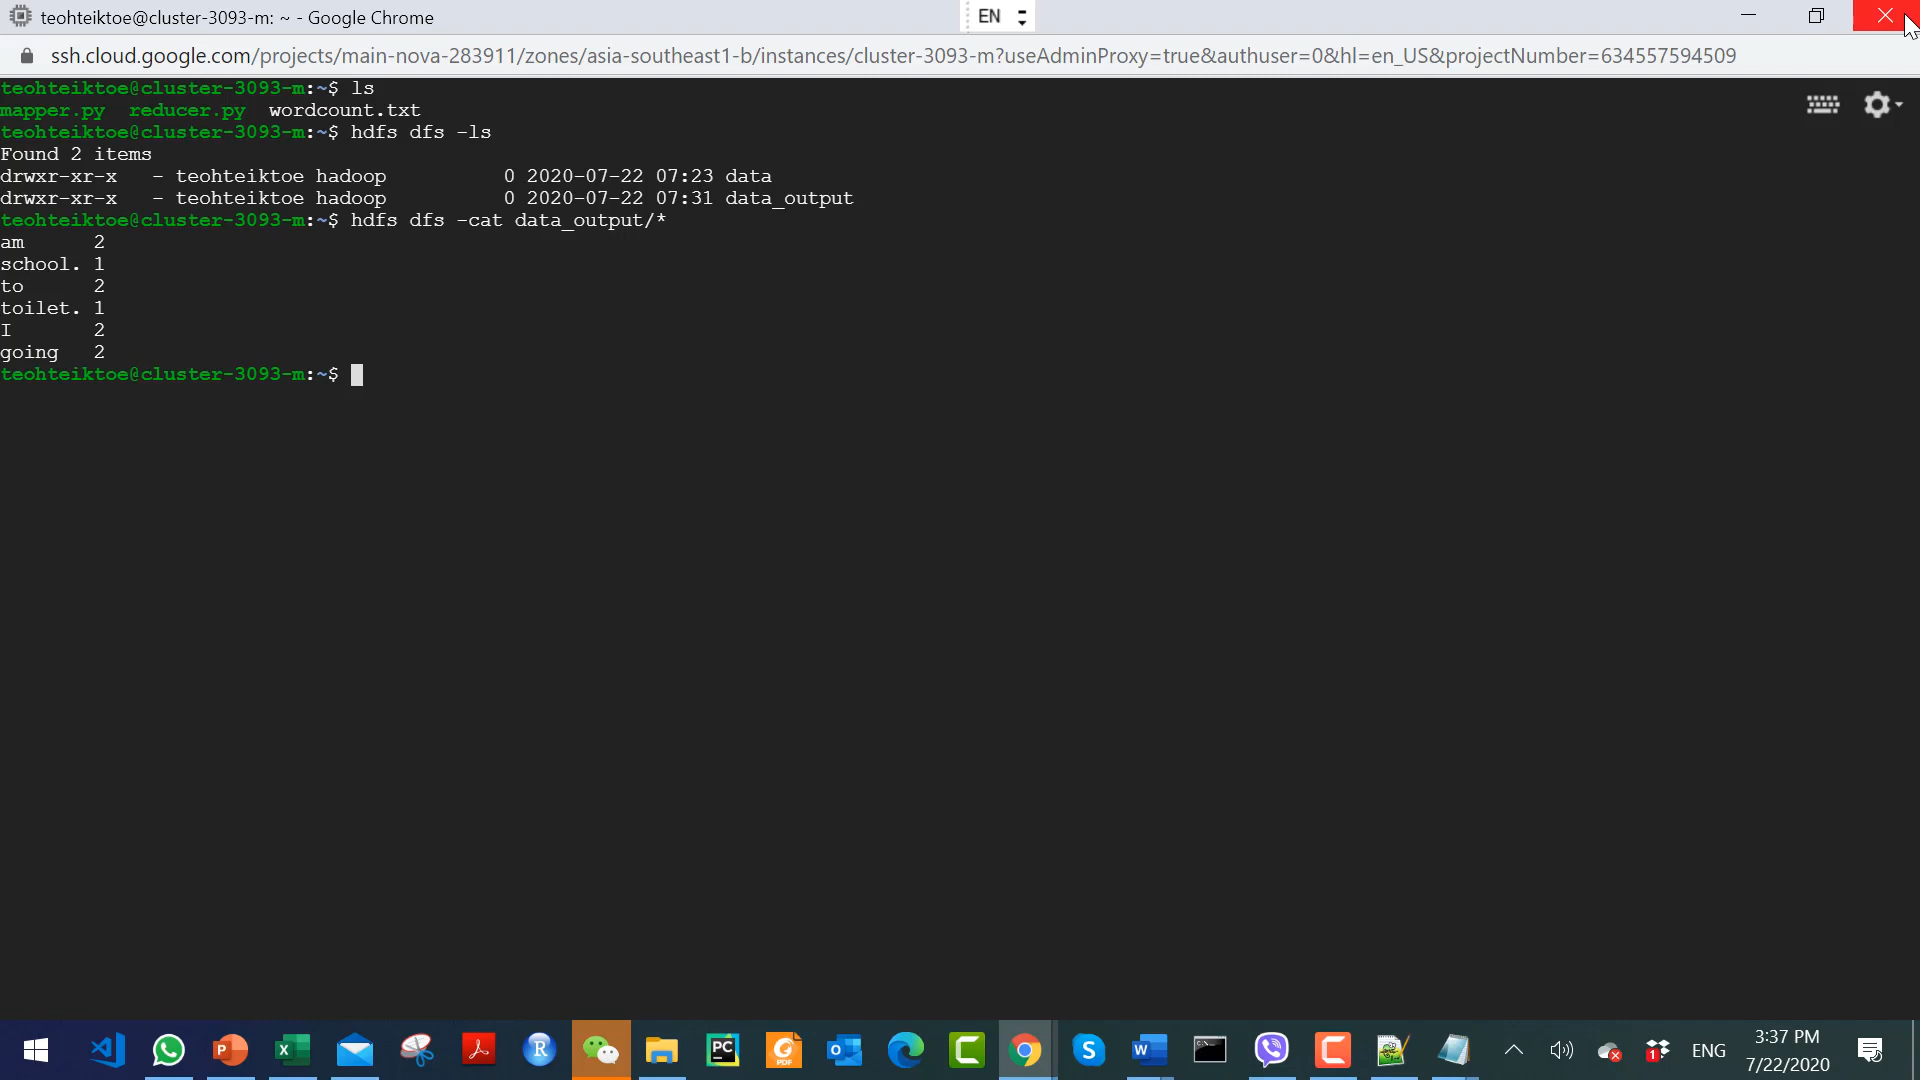 teohteiktoe@cluster-3093-m: ~ - Google Chrome
EN
ssh.cloud.google.com/projects/main-nova-283911/zones/asia-southeast1-b/instances/cluster-3093-m?useAdminProxy=true&authuser=0&hl=en_US&projectNumber=634557594509
teohteiktoe@cluster-3093-m:~$ ls
mapper.py  reducer.py  wordcount.txt
teohteiktoe@cluster-3093-m:~$ hdfs dfs -ls
Found 2 items
drwxr-xr-x   - teohteiktoe hadoop          0 2020-07-22 07:23 data
drwxr-xr-x   - teohteiktoe hadoop          0 2020-07-22 07:31 data_output
teohteiktoe@cluster-3093-m:~$ hdfs dfs -cat data_output/*
am      2
school. 1
to      2
toilet. 1
I       2
going   2
teohteiktoe@cluster-3093-m:~$
ENG
3:37 PM
7/22/2020